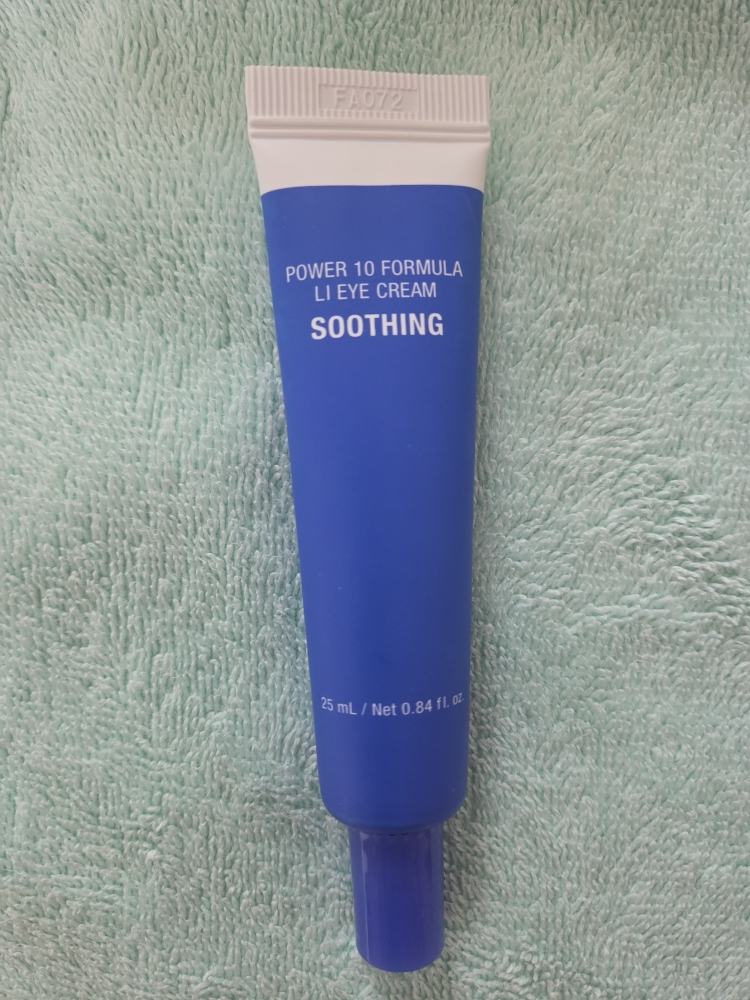 FA072
POWER 10 FORMULA
LI EYE CREAM
SOOTHING
25 mL / Net 0.84 fl. oz.